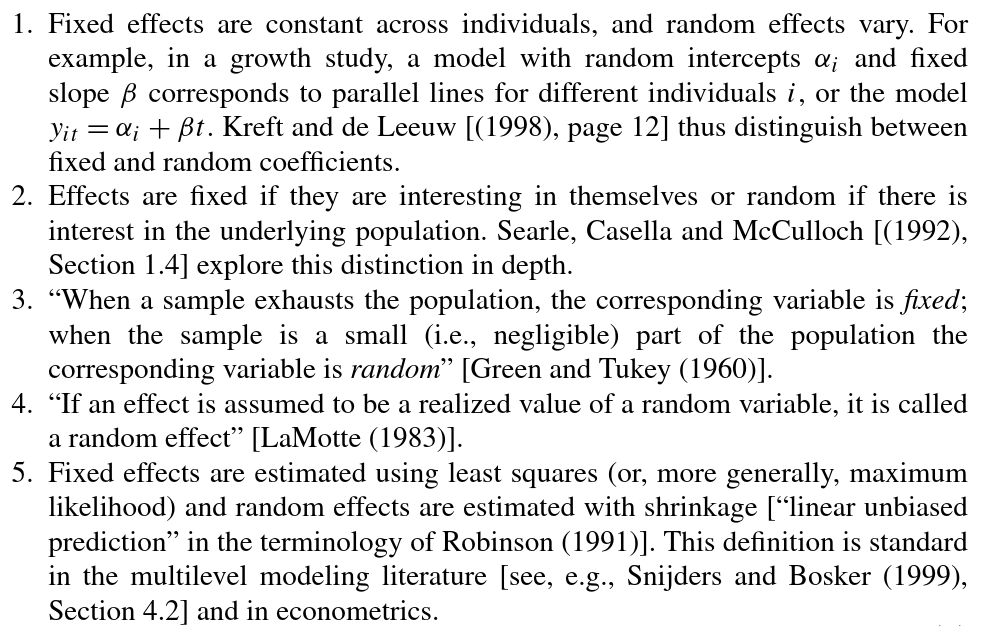 1. Fixed effects are constant across individuals, and random effects vary. For
example, in a growth study, a model with random intercepts αᵢ and fixed
slope β corresponds to parallel lines for different individuals i, or the model
yᵢₜ = αᵢ + βt. Kreft and de Leeuw [(1998), page 12] thus distinguish between
fixed and random coefficients.
2. Effects are fixed if they are interesting in themselves or random if there is
interest in the underlying population. Searle, Casella and McCulloch [(1992),
Section 1.4] explore this distinction in depth.
3. “When a sample exhausts the population, the corresponding variable is fixed;
when the sample is a small (i.e., negligible) part of the population the
corresponding variable is random” [Green and Tukey (1960)].
4. “If an effect is assumed to be a realized value of a random variable, it is called
a random effect” [LaMotte (1983)].
5. Fixed effects are estimated using least squares (or, more generally, maximum
likelihood) and random effects are estimated with shrinkage [“linear unbiased
prediction” in the terminology of Robinson (1991)]. This definition is standard
in the multilevel modeling literature [see, e.g., Snijders and Bosker (1999),
Section 4.2] and in econometrics.